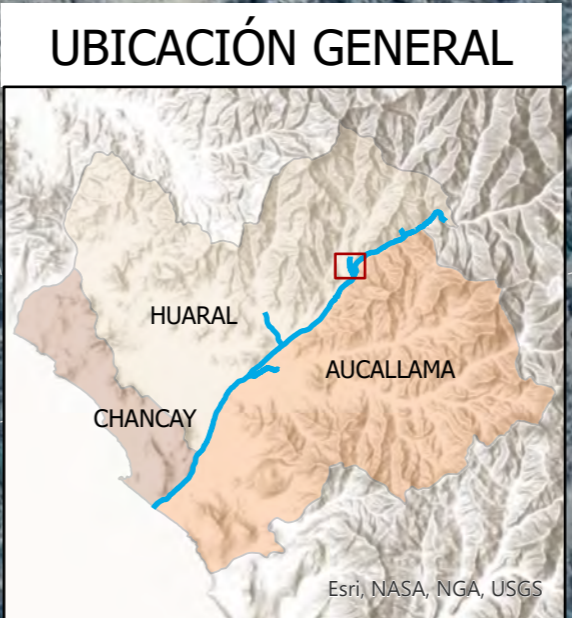 UBICACIÓN GENERAL
HUARAL
AUCALLAMA
CHANCAY
Esri, NASA, NGA, USGS